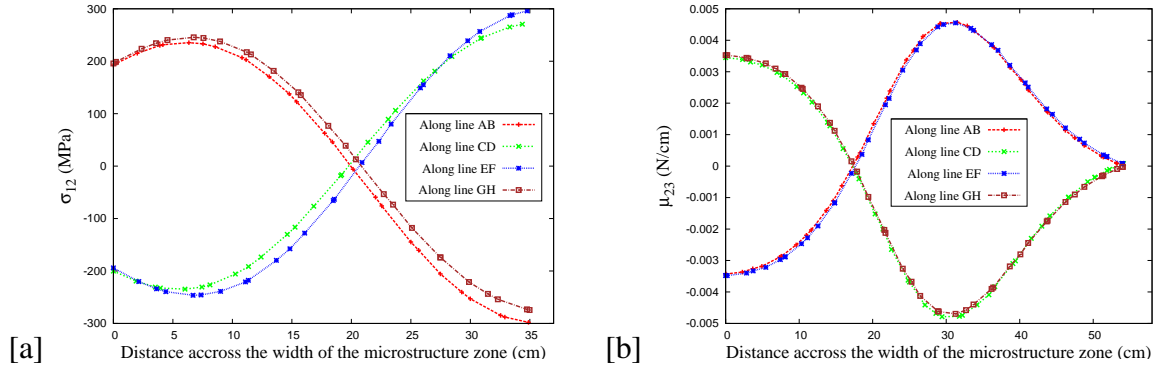 300
200
100
0
-100
-200
-300
σ12 (MPa)
Along line AB
Along line CD
Along line EF
Along line GH
0 5 10 15 20 25 30 35
Distance accross the width of the microstructure zone (cm)
[a]
0.005
0.004
0.003
0.002
0.001
0
-0.001
-0.002
-0.003
-0.004
-0.005
μ23 (N/cm)
Along line AB
Along line CD
Along line EF
Along line GH
0 10 20 30 40 50
Distance accross the width of the microstructure zone (cm)
[b]